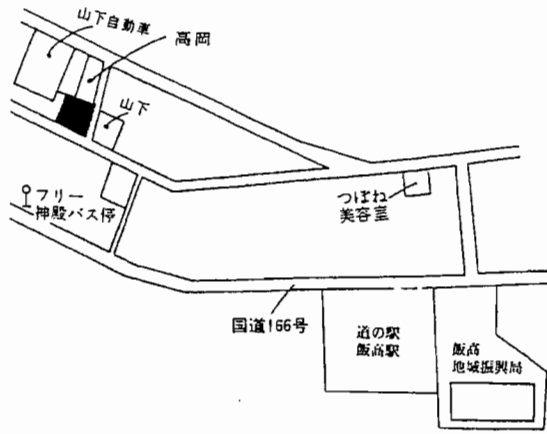 山下自動車
高岡
山下
フリー
神殿バス停
つぼね
美容室
国道166号
道の駅
飯高駅
飯高
地域振興局